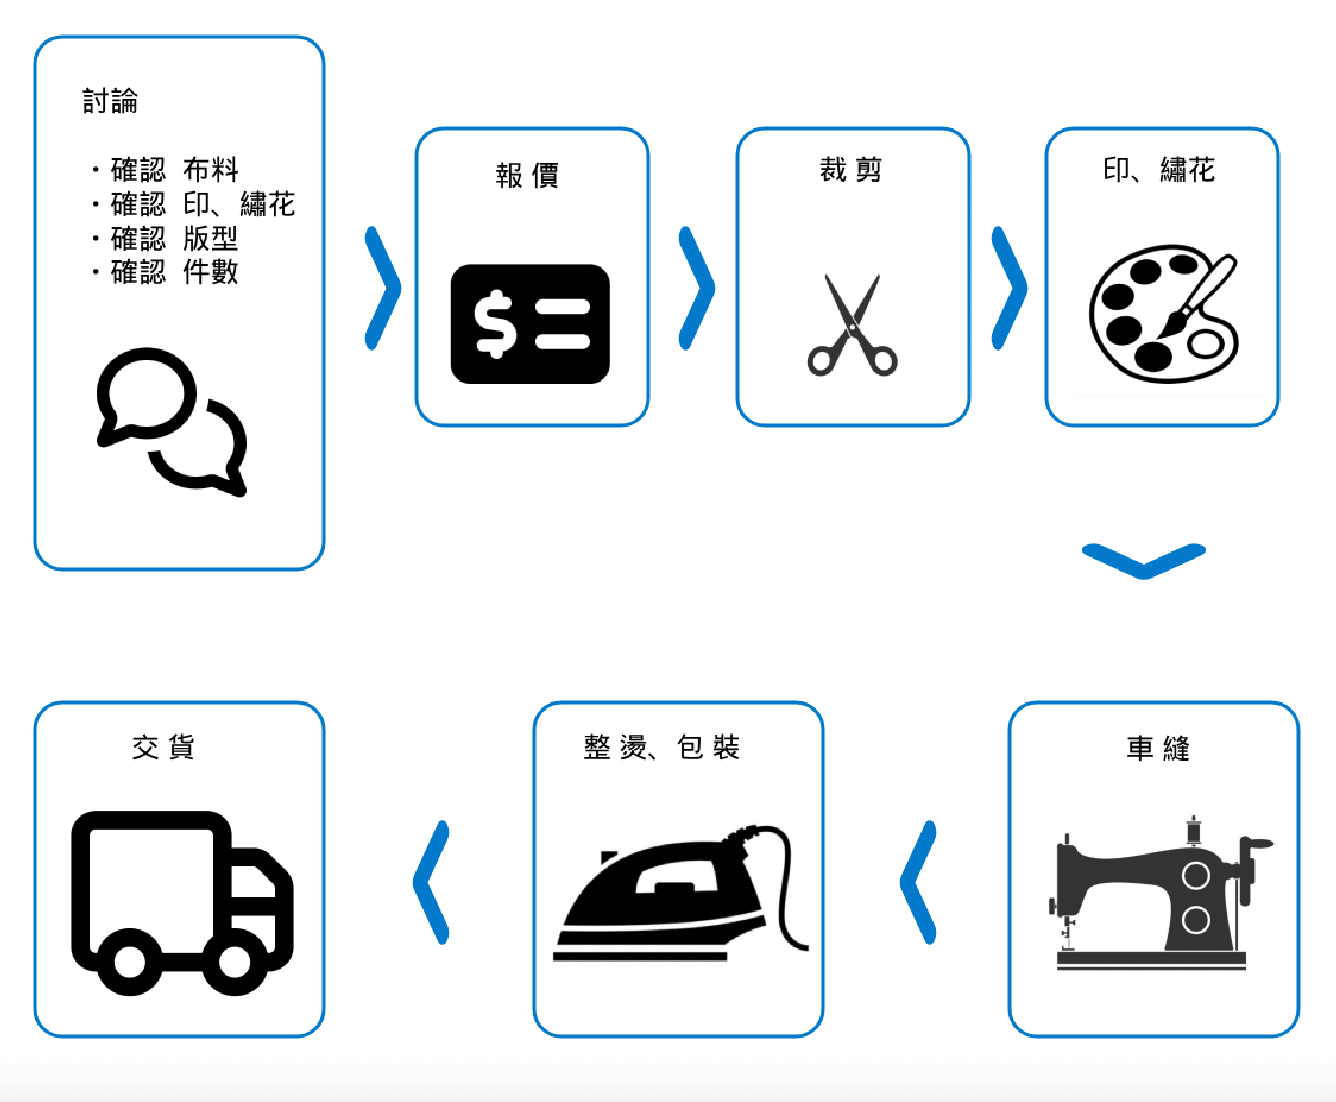 討論
・確認 布料
・確認 印、繡花
・確認 版型
・確認 件數
報價
裁剪
印、繡花
車縫
整燙、包裝
交貨